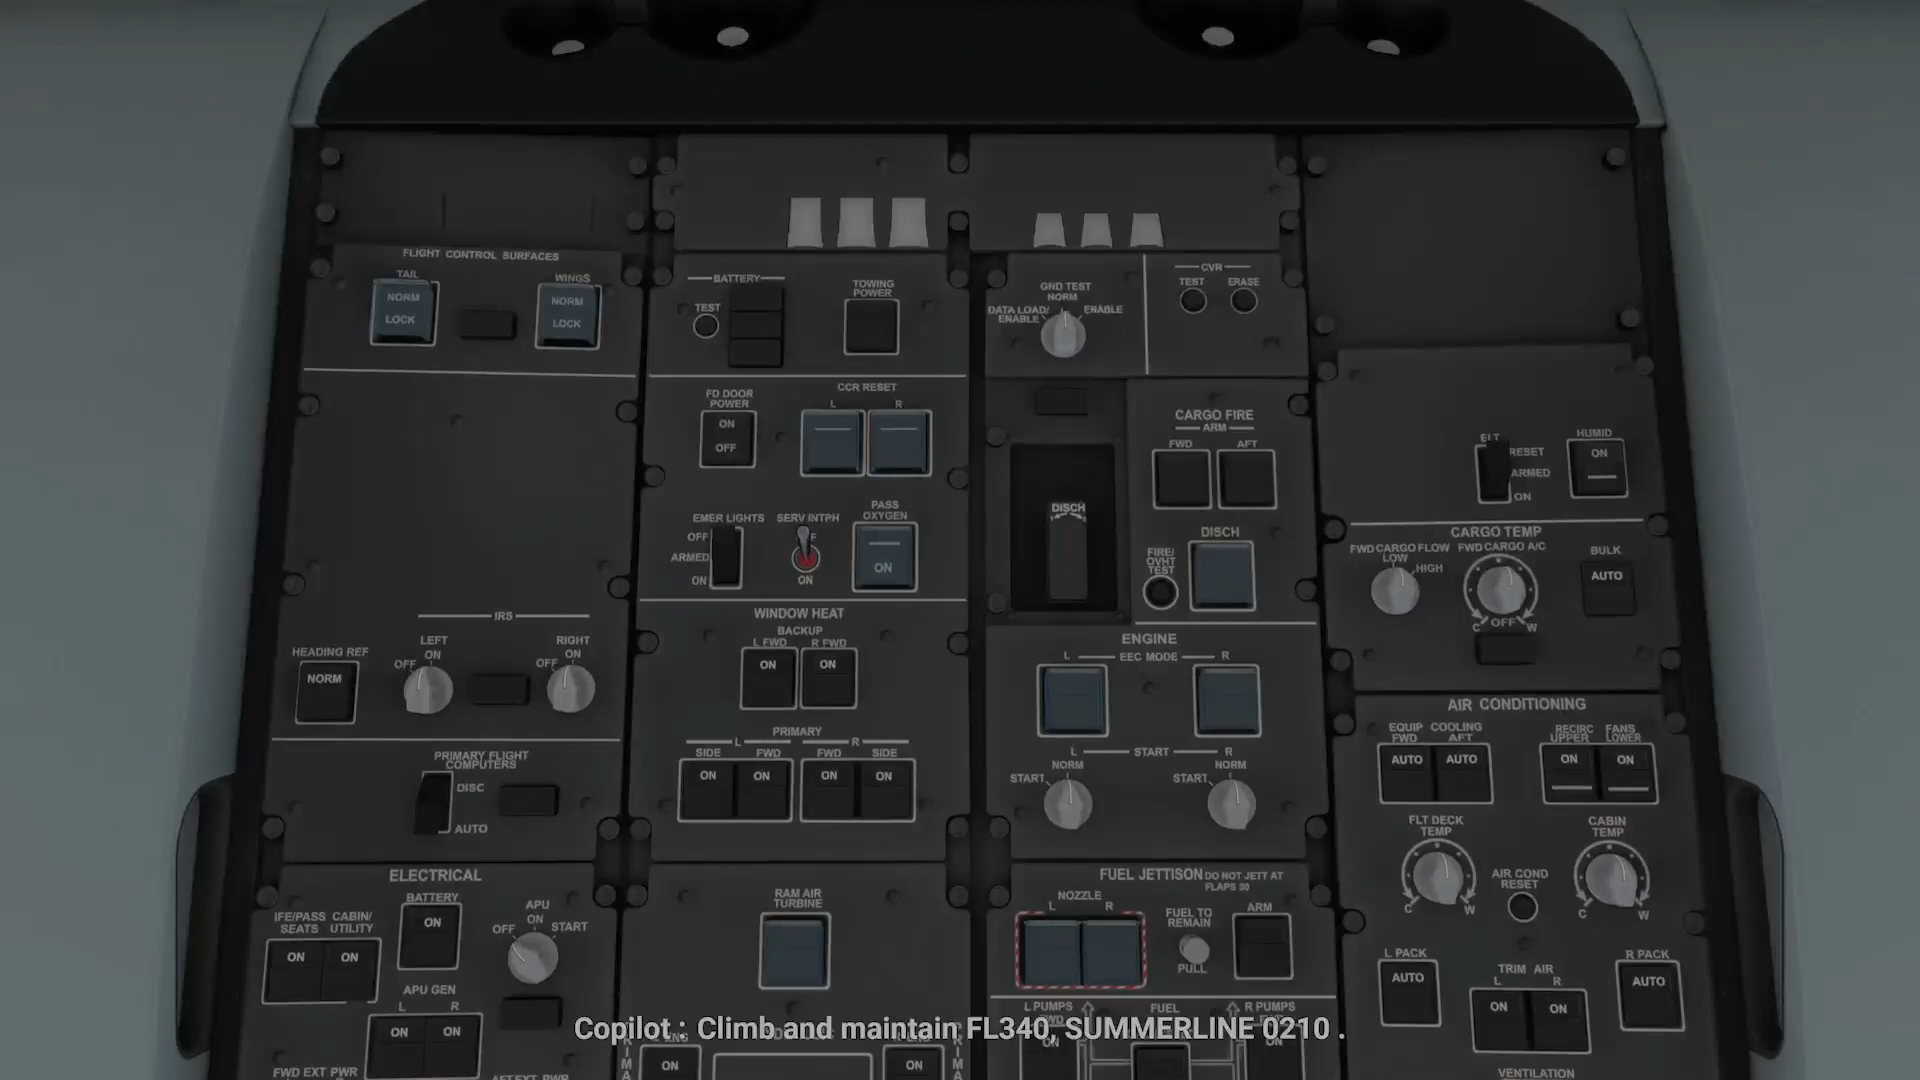 FLIGHT CONTROL SURFACES
TAIL
WINGS
NORM
LOCK
NORM
LOCK
HEADING REF
NORM
IRS
LEFT
RIGHT
OFF
ON
OFF
ON
PRIMARY FLIGHT
COMPUTERS
DISC
AUTO
ELECTRICAL
IFE/PASS
SEATS
CABIN/
UTILITY
ON
ON
BATTERY
ON
APU
OFF
ON
START
APU GEN
L
R
ON
ON
FWD EXT PWR
AFT EXT PWR
BATTERY
TEST
TOWING
POWER
FD DOOR
POWER
ON
OFF
CCR RESET
L
R
EMER LIGHTS
OFF
ARMED
ON
SERV INTPH
ON
PASS
OXYGEN
ON
WINDOW HEAT
BACKUP
L FWD
R FWD
ON
ON
PRIMARY
L
R
SIDE
FWD
FWD
SIDE
ON
ON
ON
ON
RAM AIR
TURBINE
ON
ON
GND TEST
NORM
DATA LOAD/
ENABLE
ENABLE
CVR
TEST
ERASE
CARGO FIRE
ARM
FWD
AFT
DISCH
DISCH
FIRE/
OVHT
TEST
ENGINE
L
EEC MODE
R
L
START
R
NORM
START
NORM
START
FUEL JETTISON
DO NOT JETT AT
FLAPS 30
NOZZLE
L
R
FUEL TO
REMAIN
PULL
ARM
L PUMPS
FUEL
R PUMPS
ON
ON
ELT
RESET
ARMED
ON
HUMID
ON
CARGO TEMP
FWD CARGO FLOW
LOW
HIGH
FWD CARGO A/C
C
OFF
W
BULK
AUTO
AIR CONDITIONING
EQUIP COOLING
FWD
AFT
AUTO
AUTO
RECIRC FANS
UPPER
LOWER
ON
ON
FLT DECK
TEMP
C
W
AIR COND
RESET
CABIN
TEMP
C
W
L PACK
AUTO
TRIM AIR
L
R
ON
ON
R PACK
AUTO
VENTILATION
Copilot : Climb and maintain FL340, SUMMERLINE 0210 .